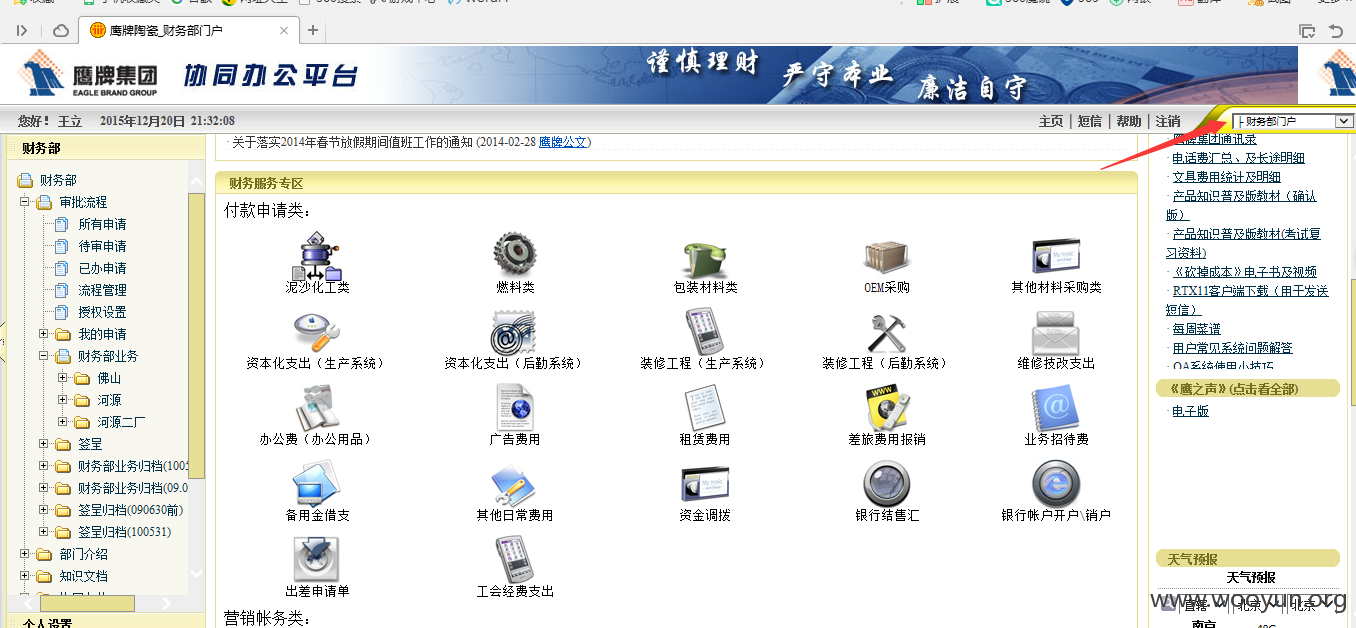 鹰牌陶瓷_财务部门户
鹰牌集团
EAGLE BRAND GROUP
协同办公平台
谨慎理财
严守本业
廉洁自守
您好! 王立 2015年12月20日 21:32:08
主页 | 短信 | 帮助 | 注销
├ 财务部门户
财务部
财务部
审批流程
所有申请
待审申请
已办申请
流程管理
授权设置
我的申请
财务部业务
佛山
河源
河源二厂
签呈
财务部业务归档(1005
财务部业务归档(09.0
签呈归档(090630前)
签呈归档(100531)
部门介绍
知识文档
个人设置
· 关于落实2014年春节放假期间值班工作的通知 (2014-02-28 鹰牌公文)
财务服务专区
付款申请类:
泥沙化工类 燃料类 包装材料类 OEM采购 其他材料采购类
资本化支出（生产系统） 资本化支出（后勤系统） 装修工程（生产系统） 装修工程（后勤系统） 维修技改支出
办公费（办公用品） 广告费用 租赁费用 差旅费用报销 业务招待费
备用金借支 其他日常费用 资金调拨 银行结售汇 银行帐户开户\销户
出差申请单 工会经费支出
营销帐务类:
· 鹰牌集团通讯录
· 电话费汇总、及长途明细
· 文具费用统计及明细
· 产品知识普及版教材（确认
版）
· 产品知识普及版教材(考试复
习资料)
· 《砍掉成本》电子书及视频
· RTX11客户端下载（用于发送
短信）
· 每周菜谱
· 用户常见系统问题解答
· OA系统使用小技巧
《鹰之声》(点击看全部)
· 电子版
天气预报
天气预报
直辖 北京 北京
南京
www.wooyun.org